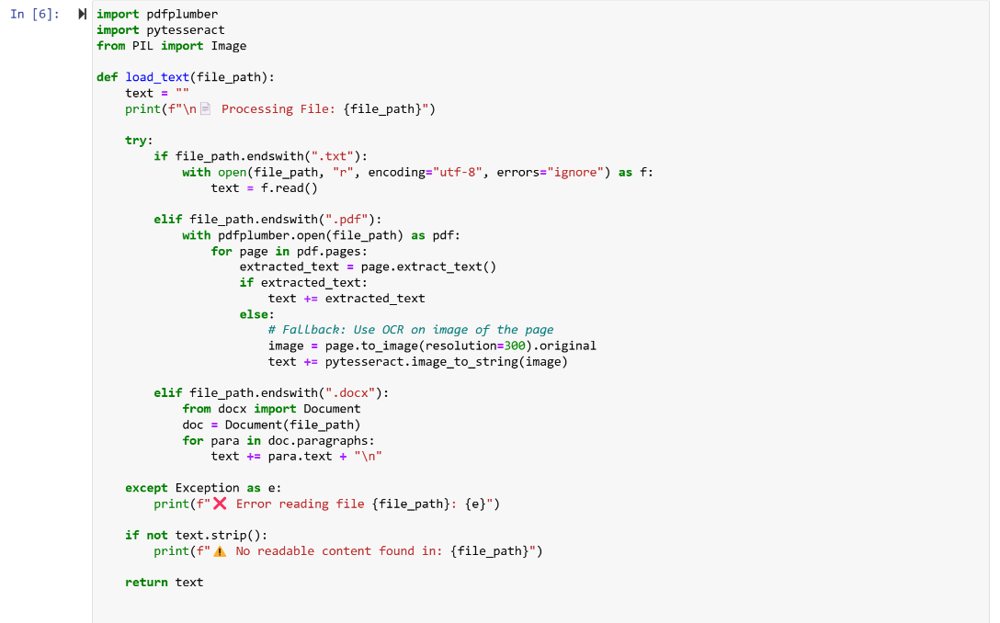 In [6]:
import pdfplumber
import pytesseract
from PIL import Image

def load_text(file_path):
    text = ""
    print(f"\n📄 Processing File: {file_path}")

    try:
        if file_path.endswith(".txt"):
            with open(file_path, "r", encoding="utf-8", errors="ignore") as f:
                text = f.read()

        elif file_path.endswith(".pdf"):
            with pdfplumber.open(file_path) as pdf:
                for page in pdf.pages:
                    extracted_text = page.extract_text()
                    if extracted_text:
                        text += extracted_text
                    else:
                        # Fallback: Use OCR on image of the page
                        image = page.to_image(resolution=300).original
                        text += pytesseract.image_to_string(image)

        elif file_path.endswith(".docx"):
            from docx import Document
            doc = Document(file_path)
            for para in doc.paragraphs:
                text += para.text + "\n"

    except Exception as e:
        print(f"❌ Error reading file {file_path}: {e}")

    if not text.strip():
        print(f"⚠️ No readable content found in: {file_path}")

    return text